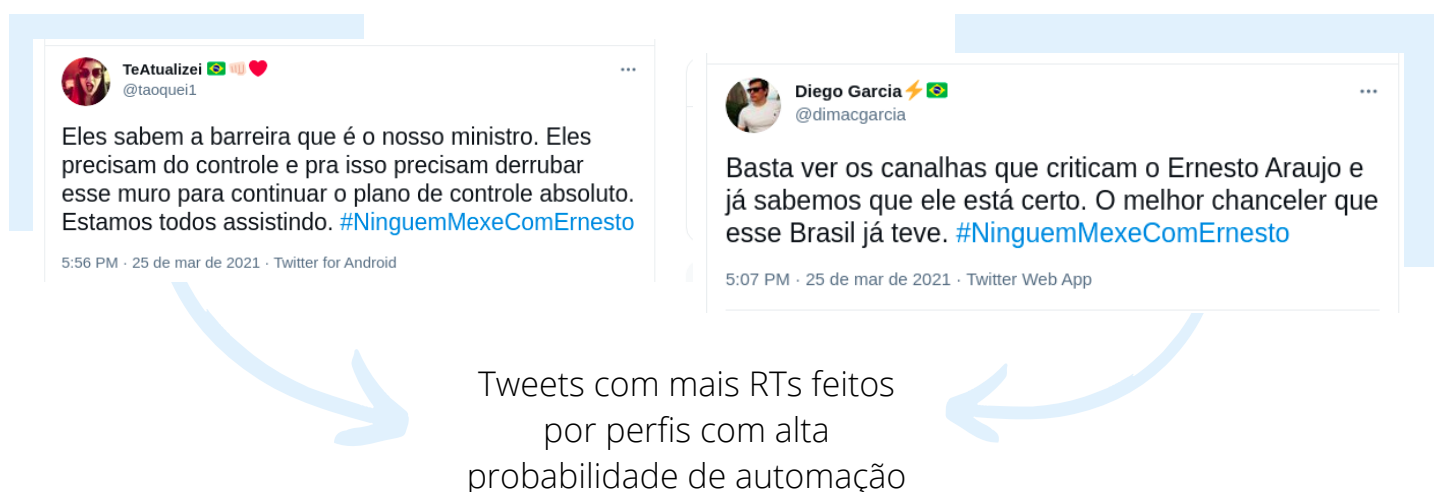 TeAtualizei 🇧🇷👊🏻❤️
@taoquei1
Eles sabem a barreira que é o nosso ministro. Eles
precisam do controle e pra isso precisam derrubar
esse muro para continuar o plano de controle absoluto.
Estamos todos assistindo. #NinguemMexeComErnesto
5:56 PM · 25 de mar de 2021 · Twitter for Android
Diego Garcia⚡🇧🇷
@dimacgarcia
Basta ver os canalhas que criticam o Ernesto Araujo e
já sabemos que ele está certo. O melhor chanceler que
esse Brasil já teve. #NinguemMexeComErnesto
5:07 PM · 25 de mar de 2021 · Twitter Web App
Tweets com mais RTs feitos
por perfis com alta
probabilidade de automação